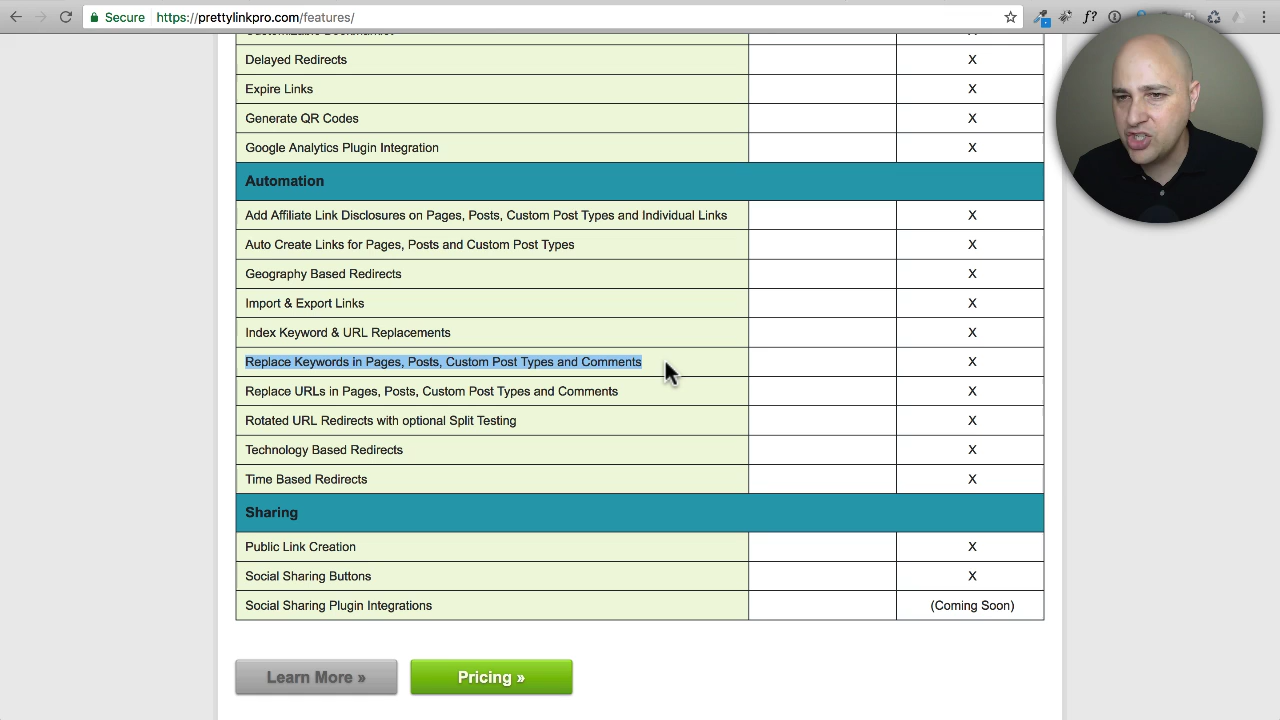 Secure https://prettylinkpro.com/features/
f?
Delayed Redirects X
Expire Links X
Generate QR Codes X
Google Analytics Plugin Integration X
Automation
Add Affiliate Link Disclosures on Pages, Posts, Custom Post Types and Individual Links X
Auto Create Links for Pages, Posts and Custom Post Types X
Geography Based Redirects X
Import & Export Links X
Index Keyword & URL Replacements X
Replace Keywords in Pages, Posts, Custom Post Types and Comments X
Replace URLs in Pages, Posts, Custom Post Types and Comments X
Rotated URL Redirects with optional Split Testing X
Technology Based Redirects X
Time Based Redirects X
Sharing
Public Link Creation X
Social Sharing Buttons X
Social Sharing Plugin Integrations (Coming Soon)
Learn More »
Pricing »